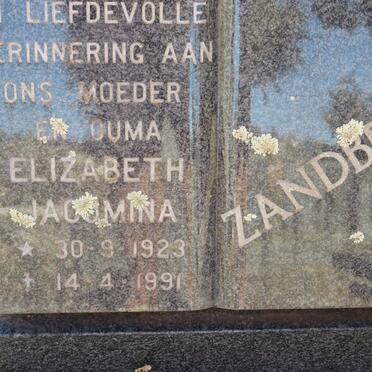 LIEFDEVOLLE
ERINNERING AAN
ONS MOEDER
EN OUMA
ELIZABETH
JACOMINA
★ 30-9-1923
✝ 14-4-1991
ZANDB